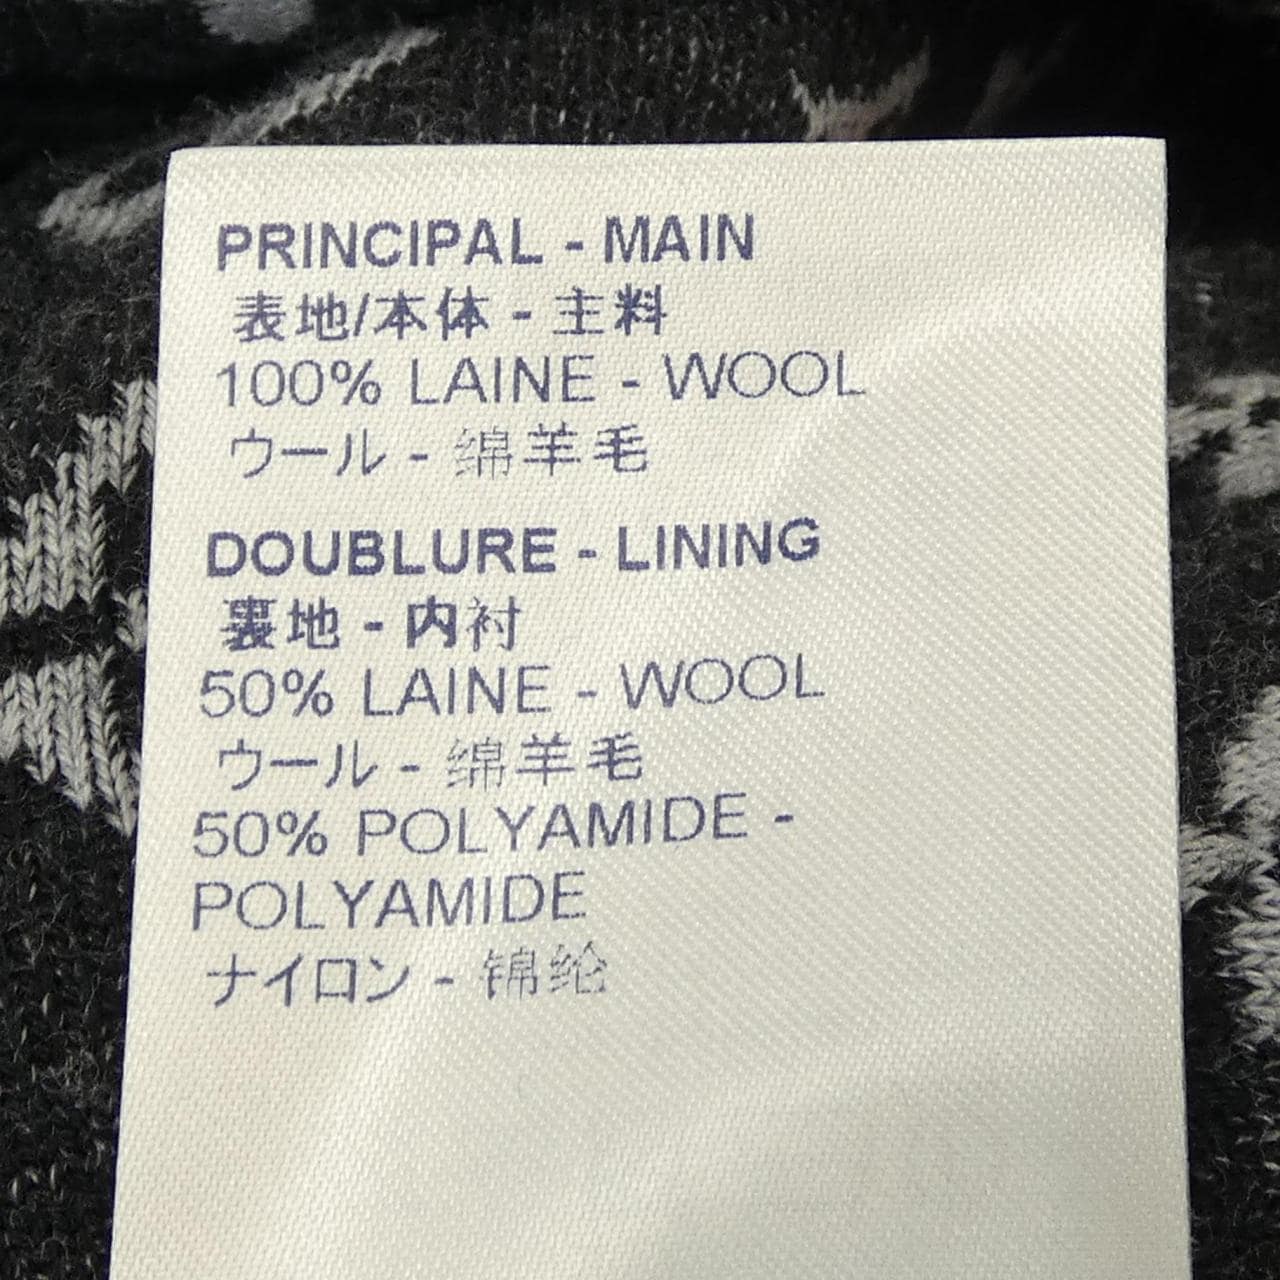 PRINCIPAL - MAIN
表地/本体 - 主料
100% LAINE - WOOL
ウール - 绵羊毛
DOUBLURE - LINING
裏地 - 内衬
50% LAINE - WOOL
ウール - 绵羊毛
50% POLYAMIDE -
POLYAMIDE
ナイロン - 锦纶